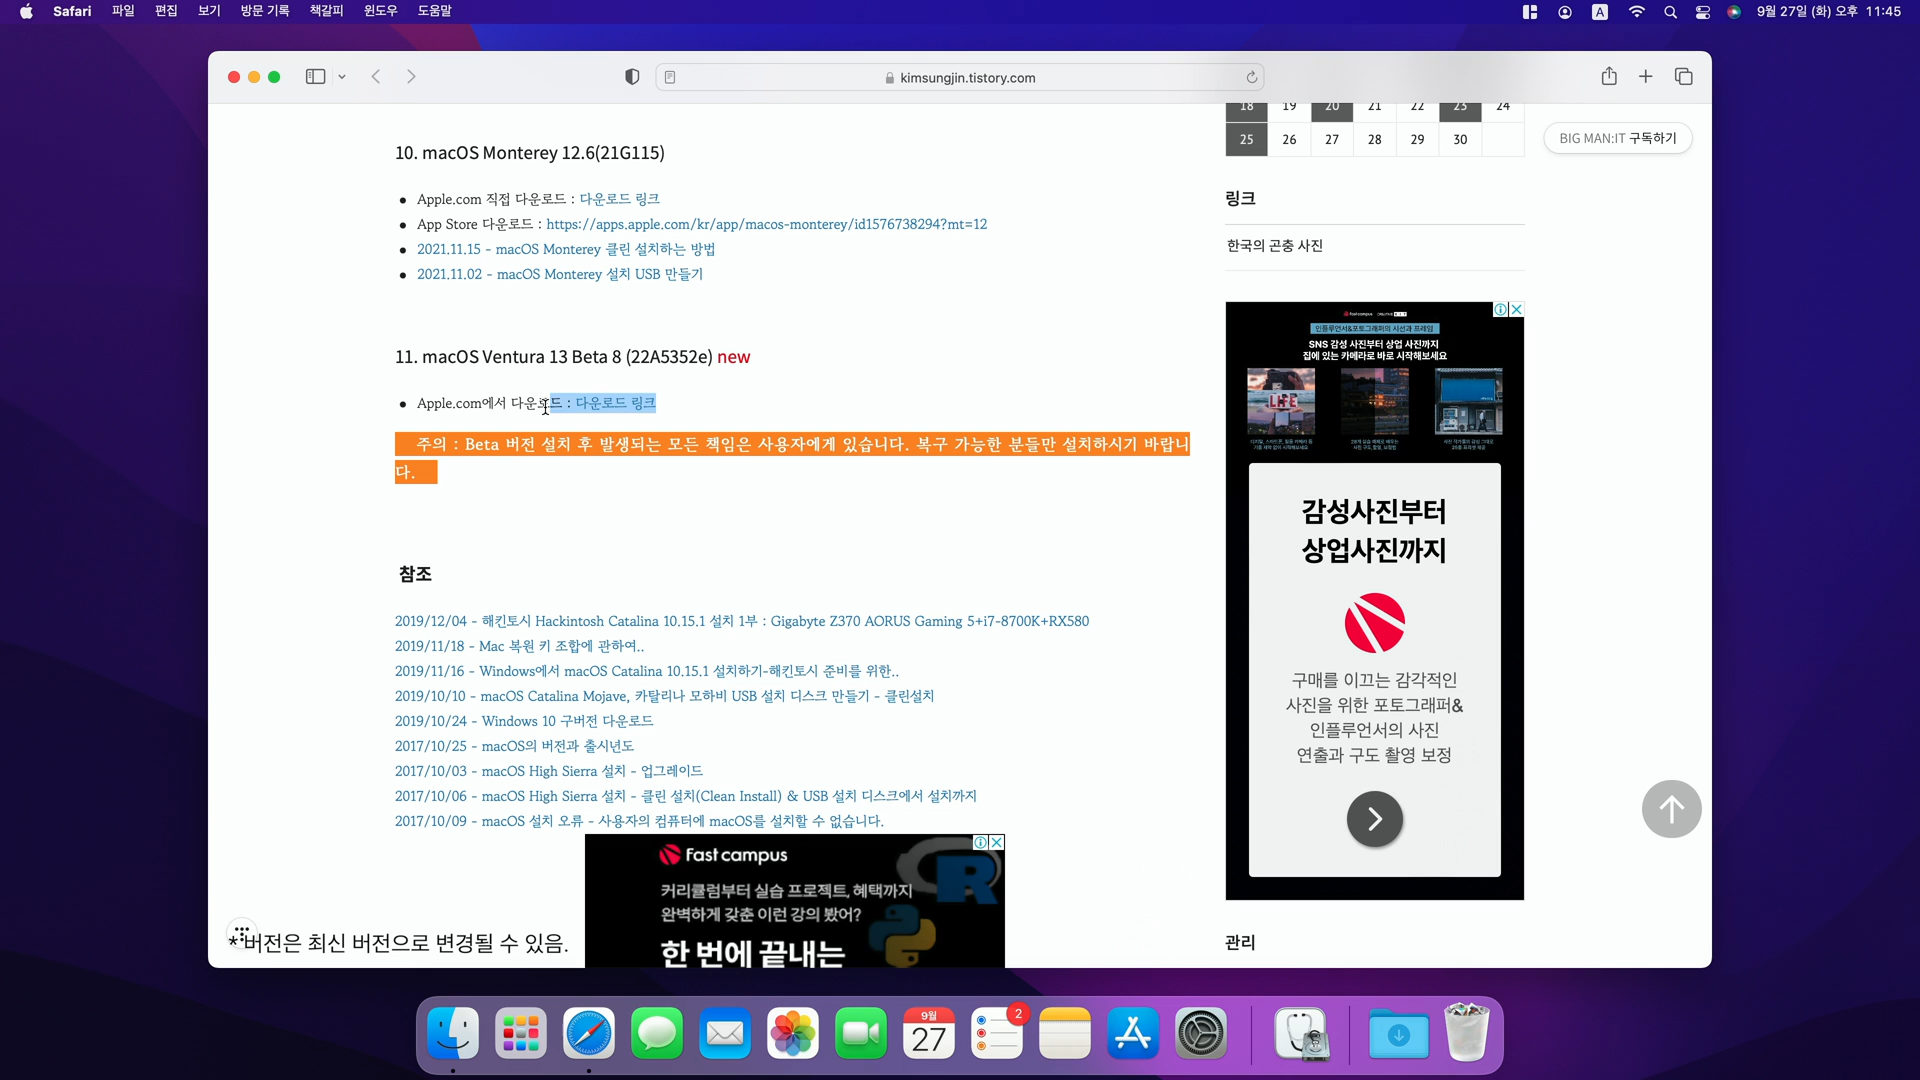 Safari 파일 편집 보기 방문 기록 책갈피 윈도우 도움말
A
9월 27일 (화) 오후 11:45
kimsungjin.tistory.com
10. macOS Monterey 12.6(21G115)
Apple.com 직접 다운로드 : 다운로드 링크
App Store 다운로드 : https://apps.apple.com/kr/app/macos-monterey/id1576738294?mt=12
2021.11.15 - macOS Monterey 클린 설치하는 방법
2021.11.02 - macOS Monterey 설치 USB 만들기
11. macOS Ventura 13 Beta 8 (22A5352e) new
Apple.com에서 다운로드 : 다운로드 링크
주의 : Beta 버전 설치 후 발생되는 모든 책임은 사용자에게 있습니다. 복구 가능한 분들만 설치하시기 바랍니
다.
참조
2019/12/04 - 해킨토시 Hackintosh Catalina 10.15.1 설치 1부 : Gigabyte Z370 AORUS Gaming 5+i7-8700K+RX580
2019/11/18 - Mac 복원 키 조합에 관하여..
2019/11/16 - Windows에서 macOS Catalina 10.15.1 설치하기-해킨토시 준비를 위한..
2019/10/10 - macOS Catalina Mojave, 카탈리나 모하비 USB 설치 디스크 만들기 - 클린설치
2019/10/24 - Windows 10 구버전 다운로드
2017/10/25 - macOS의 버전과 출시년도
2017/10/03 - macOS High Sierra 설치 - 업그레이드
2017/10/06 - macOS High Sierra 설치 - 클린 설치(Clean Install) & USB 설치 디스크에서 설치까지
2017/10/09 - macOS 설치 오류 - 사용자의 컴퓨터에 macOS를 설치할 수 없습니다.
Fast campus
커리큘럼부터 실습 프로젝트, 혜택까지
완벽하게 갖춘 이런 강의 봤어?
한 번에 끝내는
R
*버전은 최신 버전으로 변경될 수 있음.
18 19 20 21 22 23 24
25 26 27 28 29 30
BIG MAN:IT 구독하기
링크
한국의 곤충 사진
Fast campus
인플루언서&포토그래퍼의 시선과 프레임
SNS 감성 사진부터 상업 사진까지
집에 있는 카메라로 바로 시작해보세요
LIFE
감성사진부터
상업사진까지
구매를 이끄는 감각적인
사진을 위한 포토그래퍼&
인플루언서의 사진
연출과 구도 촬영 보정
관리
9월
27
2